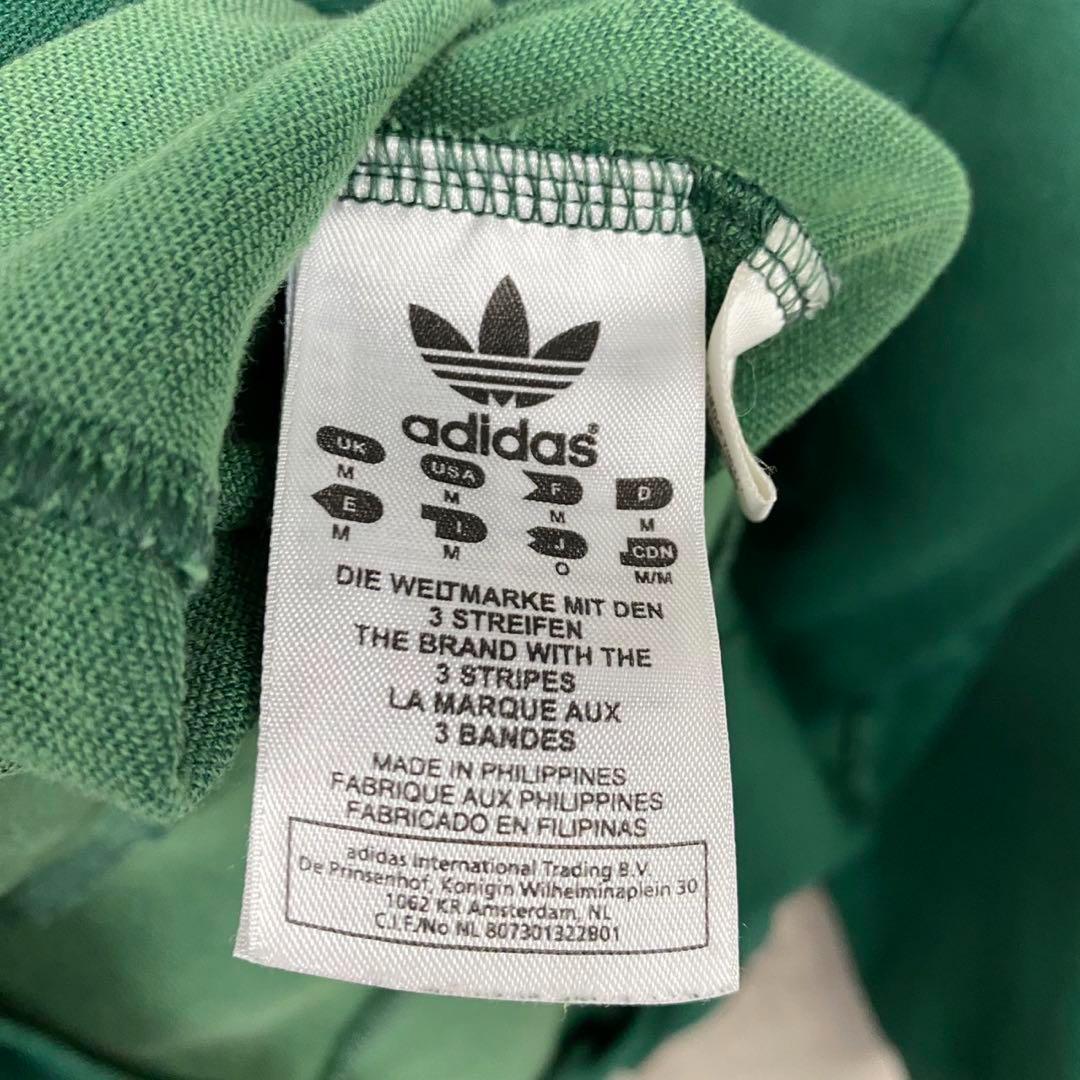 adidas®
UK USA F D
M M M M
E I J CDN
M M O M/M
DIE WELTMARKE MIT DEN
3 STREIFEN
THE BRAND WITH THE
3 STRIPES
LA MARQUE AUX
3 BANDES
MADE IN PHILIPPINES
FABRIQUE AUX PHILIPPINES
FABRICADO EN FILIPINAS
adidas International Trading B.V.
De Prinsenhof, Konigin Wilhelminaplein 30
1062 KR Amsterdam, NL
C.I.F./No NL 807301322B01